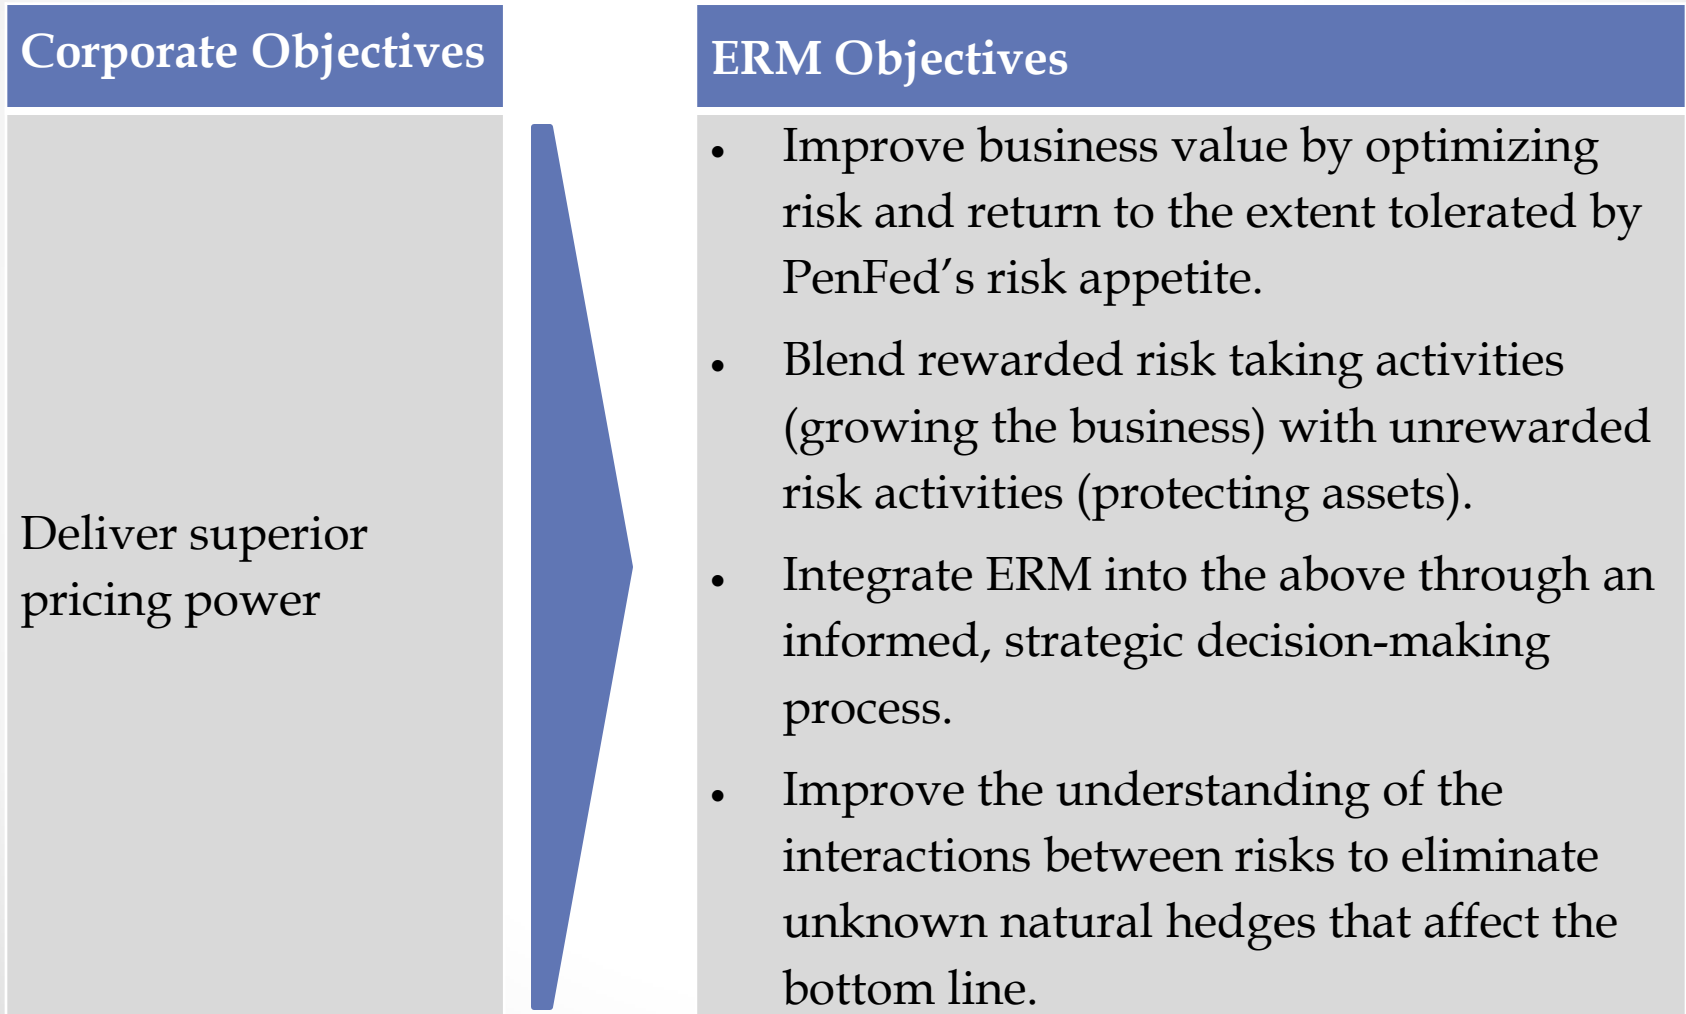 Corporate Objectives
Deliver superior
pricing power
ERM Objectives
• Improve business value by optimizing
risk and return to the extent tolerated by
PenFed’s risk appetite.
• Blend rewarded risk taking activities
(growing the business) with unrewarded
risk activities (protecting assets).
• Integrate ERM into the above through an
informed, strategic decision-making
process.
• Improve the understanding of the
interactions between risks to eliminate
unknown natural hedges that affect the
bottom line.